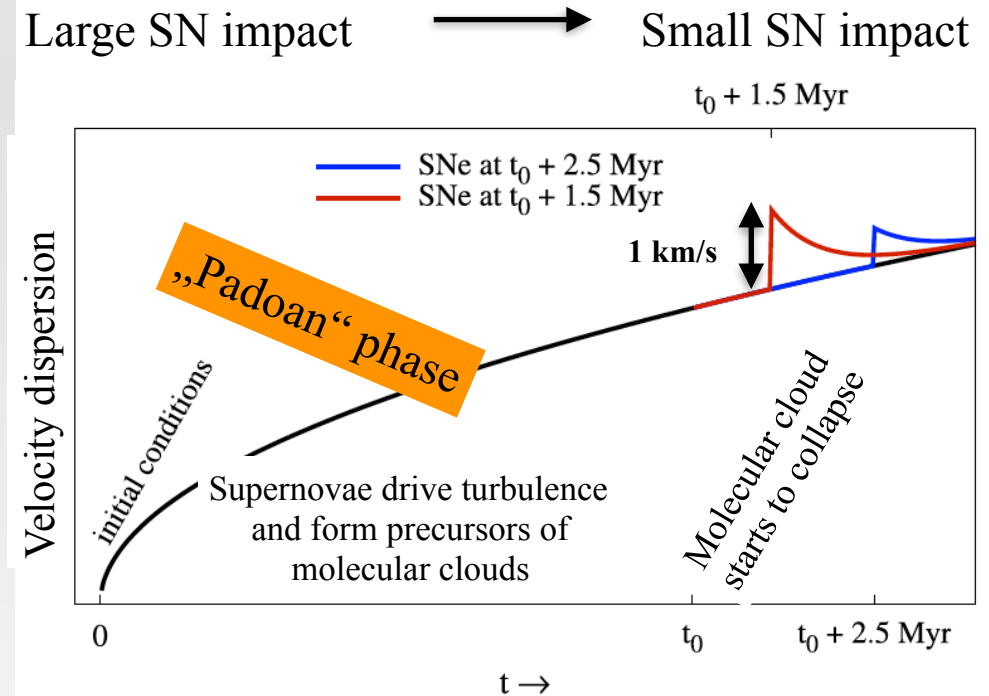 Large SN impact
Small SN impact
t₀ + 1.5 Myr
SNe at t₀ + 2.5 Myr
SNe at t₀ + 1.5 Myr
1 km/s
„Padoan“ phase
Velocity dispersion
initial conditions
Supernovae drive turbulence
and form precursors of
molecular clouds
Molecular cloud
starts to collapse
0
t₀
t₀ + 2.5 Myr
t →